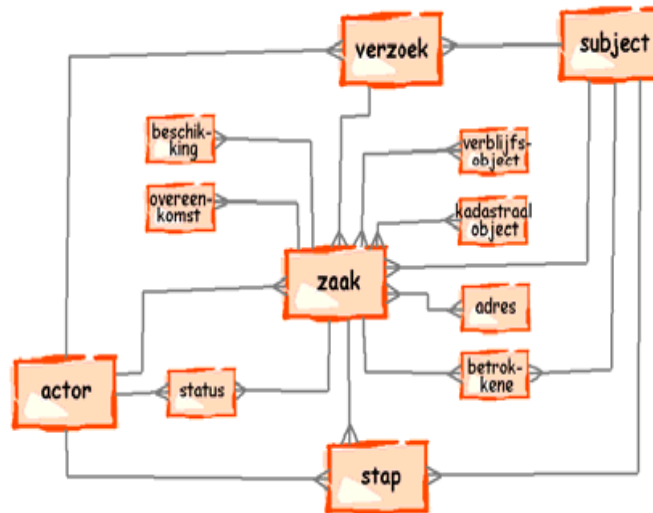 verzoek
subject
beschik-
king
verblijfs-
object
overeen-
komst
kadastraal
object
zaak
adres
actor
status
betrok-
kene
stap